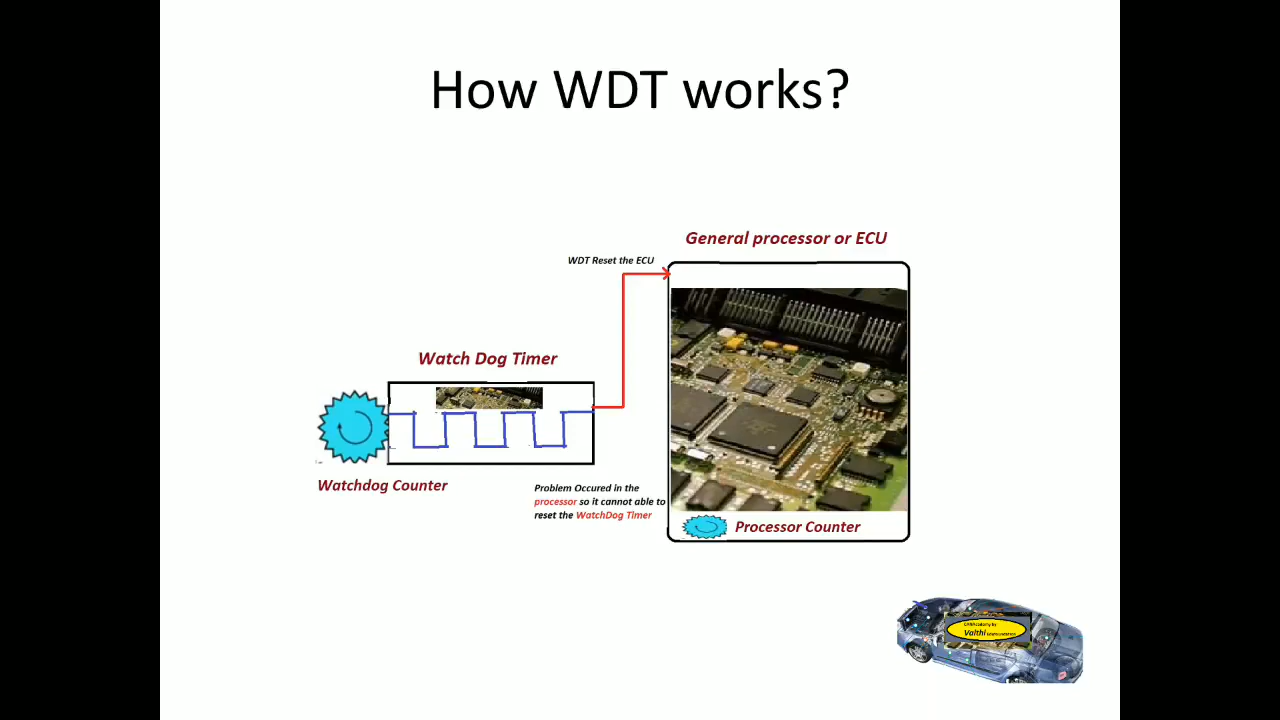 How WDT works?
General processor or ECU
WDT Reset the ECU
Watch Dog Timer
Watchdog Counter
Problem Occured in the
processor so it cannot able to
reset the WatchDog Timer
Processor Counter
Vaithi